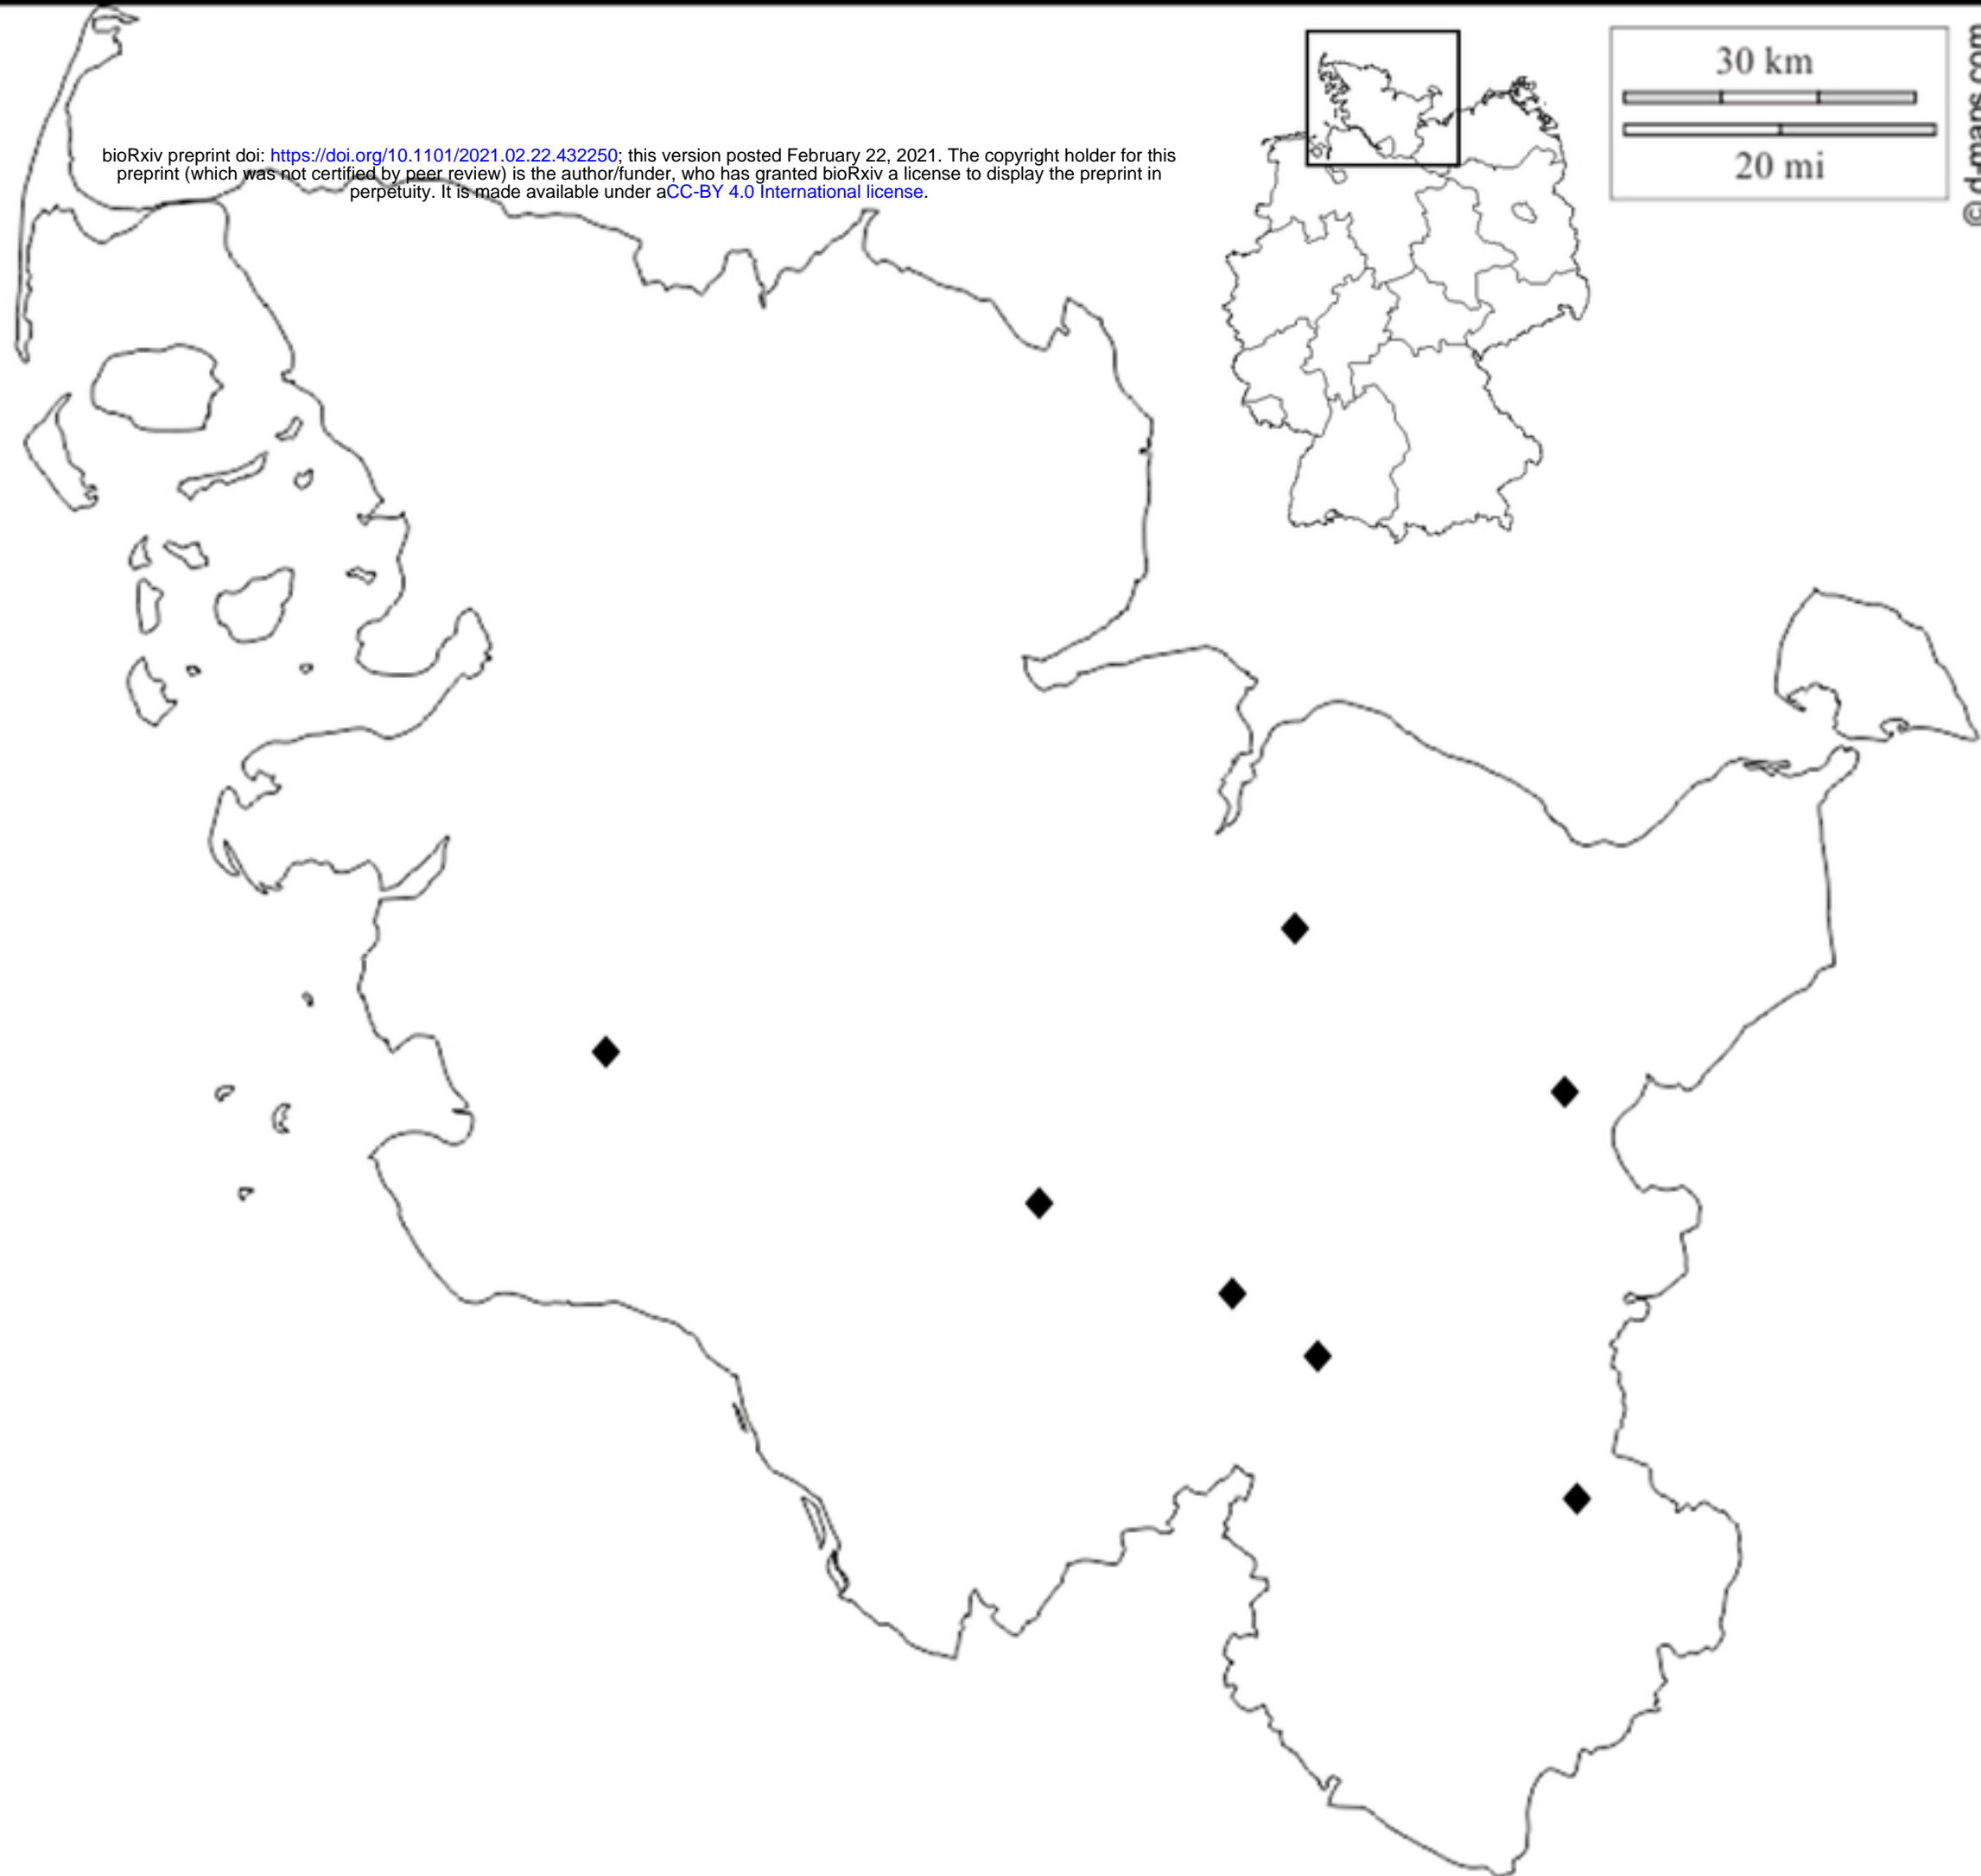 bioRxiv preprint doi: https://doi.org/10.1101/2021.02.22.432250; this version posted February 22, 2021. The copyright holder for this
preprint (which was not certified by peer review) is the author/funder, who has granted bioRxiv a license to display the preprint in
perpetuity. It is made available under aCC-BY 4.0 International license.
30 km
20 mi
© d-maps.com